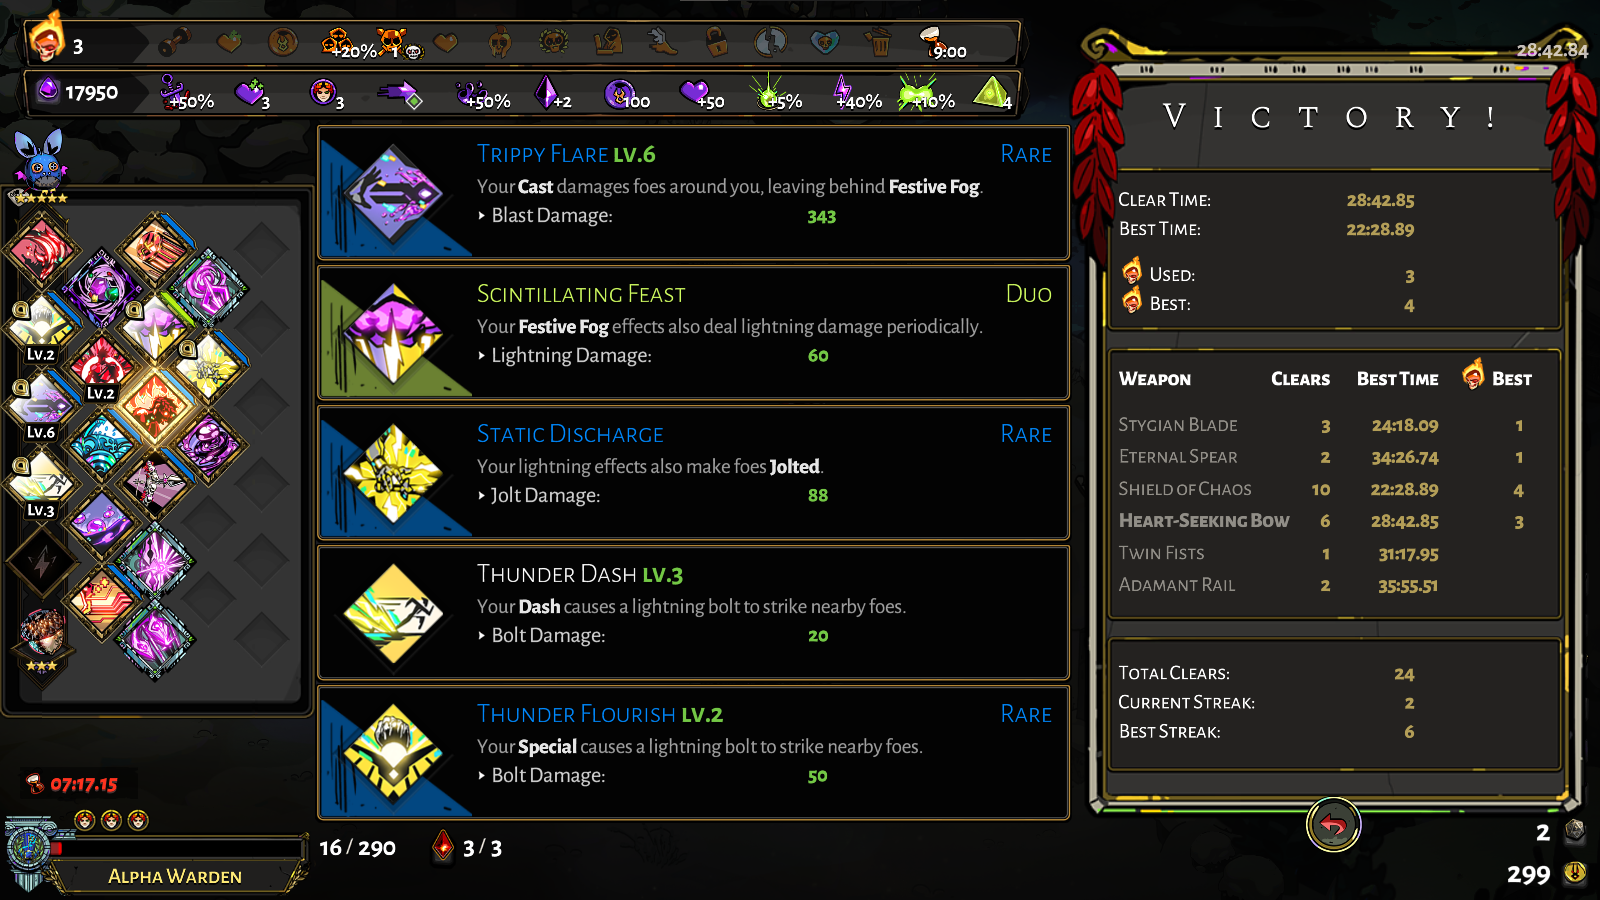 3
+20%
1
9:00
28:42.84
17950
+50%
3
3
+50%
+2
100
+50
+5%
+40%
+10%
4
VICTORY!
TRIPPY FLARE LV.6
RARE
Your Cast damages foes around you, leaving behind Festive Fog.
Blast Damage:
343
SCINTILLATING FEAST
DUO
Your Festive Fog effects also deal lightning damage periodically.
Lightning Damage:
60
STATIC DISCHARGE
RARE
Your lightning effects also make foes Jolted.
Jolt Damage:
88
THUNDER DASH LV.3
Your Dash causes a lightning bolt to strike nearby foes.
Bolt Damage:
20
THUNDER FLOURISH LV.2
RARE
Your Special causes a lightning bolt to strike nearby foes.
Bolt Damage:
50
LV.2
LV.2
LV.6
LV.3
CLEAR TIME: 28:42.85
BEST TIME: 22:28.89
USED: 3
BEST: 4
WEAPON CLEARS BEST TIME BEST
STYGIAN BLADE 3 24:18.09 1
ETERNAL SPEAR 2 34:26.74 1
SHIELD OF CHAOS 10 22:28.89 4
HEART-SEEKING BOW 6 28:42.85 3
TWIN FISTS 1 31:17.95
ADAMANT RAIL 2 35:55.51
TOTAL CLEARS: 24
CURRENT STREAK: 2
BEST STREAK: 6
07:17.15
16 / 290
3 / 3
ALPHA WARDEN
2
299